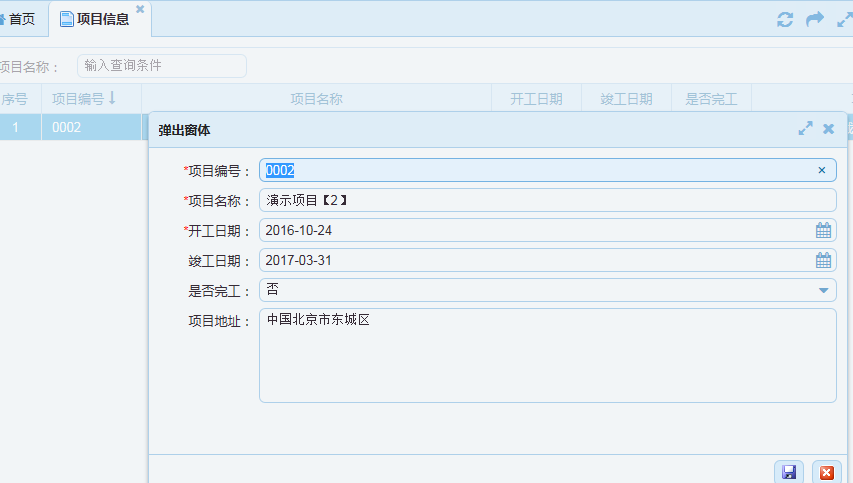 首页 项目信息
项目名称： 输入查询条件
序号 项目编号 项目名称 开工日期 竣工日期 是否完工
1 0002
弹出窗体
*项目编号： 0002
*项目名称： 演示项目【2】
*开工日期： 2016-10-24
竣工日期： 2017-03-31
是否完工： 否
项目地址： 中国北京市东城区